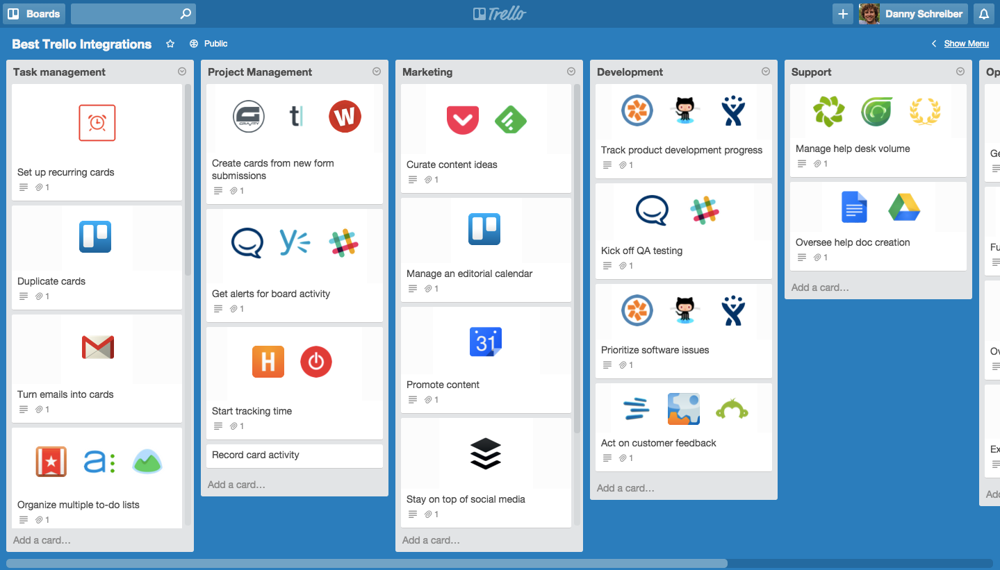 Boards
Trello
Danny Schreiber
Best Trello Integrations
Public
Show Menu
Task management
Set up recurring cards
1
Duplicate cards
1
Turn emails into cards
1
Organize multiple to-do lists
1
Add a card…
Project Management
GRAVITY
tl
W
Create cards from new form
submissions
1
Get alerts for board activity
1
H
Start tracking time
1
Record card activity
Add a card…
Marketing
Curate content ideas
1
Manage an editorial calendar
1
31
Promote content
1
Stay on top of social media
1
Add a card…
Development
Track product development progress
1
Kick off QA testing
1
Prioritize software issues
1
Act on customer feedback
1
Add a card…
Support
Manage help desk volume
1
Oversee help doc creation
1
Add a card…
Op
Ge
Fu
Ov
Ex
Add